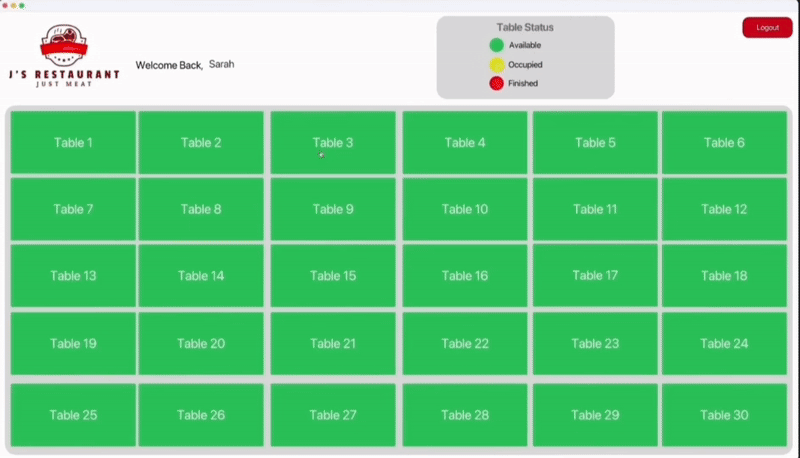 Table Status
Logout
Available
Occupied
Finished
J'S RESTAURANT
JUST MEAT
Welcome Back, Sarah
Table 1 Table 2 Table 3 Table 4 Table 5 Table 6
Table 7 Table 8 Table 9 Table 10 Table 11 Table 12
Table 13 Table 14 Table 15 Table 16 Table 17 Table 18
Table 19 Table 20 Table 21 Table 22 Table 23 Table 24
Table 25 Table 26 Table 27 Table 28 Table 29 Table 30